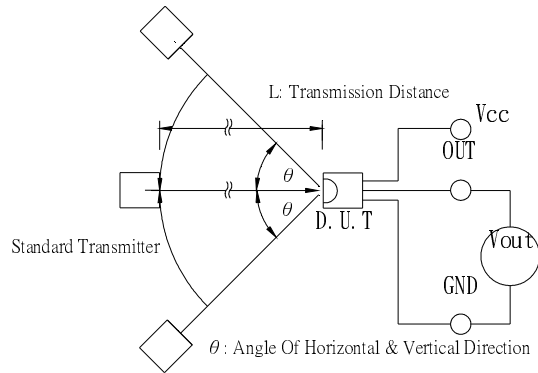 L: Transmission Distance
Vcc
OUT
θ
θ
D.U.T
Standard Transmitter
Vout
GND
θ : Angle Of Horizontal & Vertical Direction